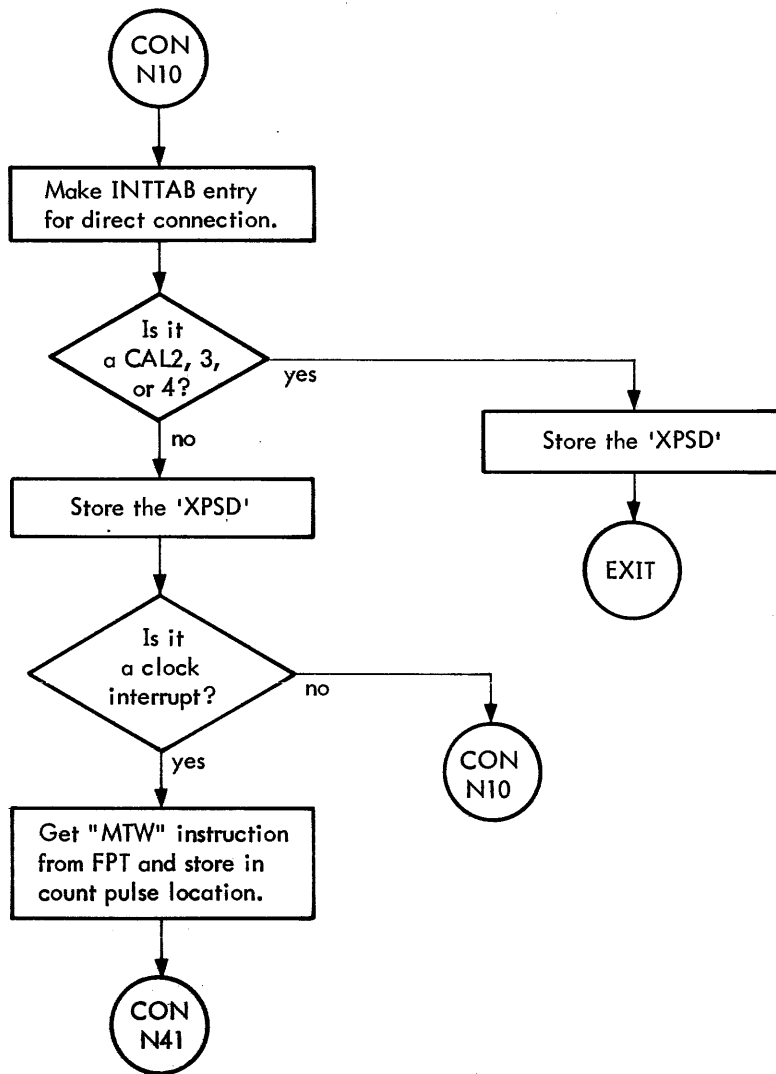 CON
N10
Make INTTAB entry
for direct connection.
Is it
a CAL2, 3,
or 4?
yes
no
Store the 'XPSD'
Store the 'XPSD'
EXIT
Is it
a clock
interrupt?
no
yes
CON
N10
Get "MTW" instruction
from FPT and store in
count pulse location.
CON
N41